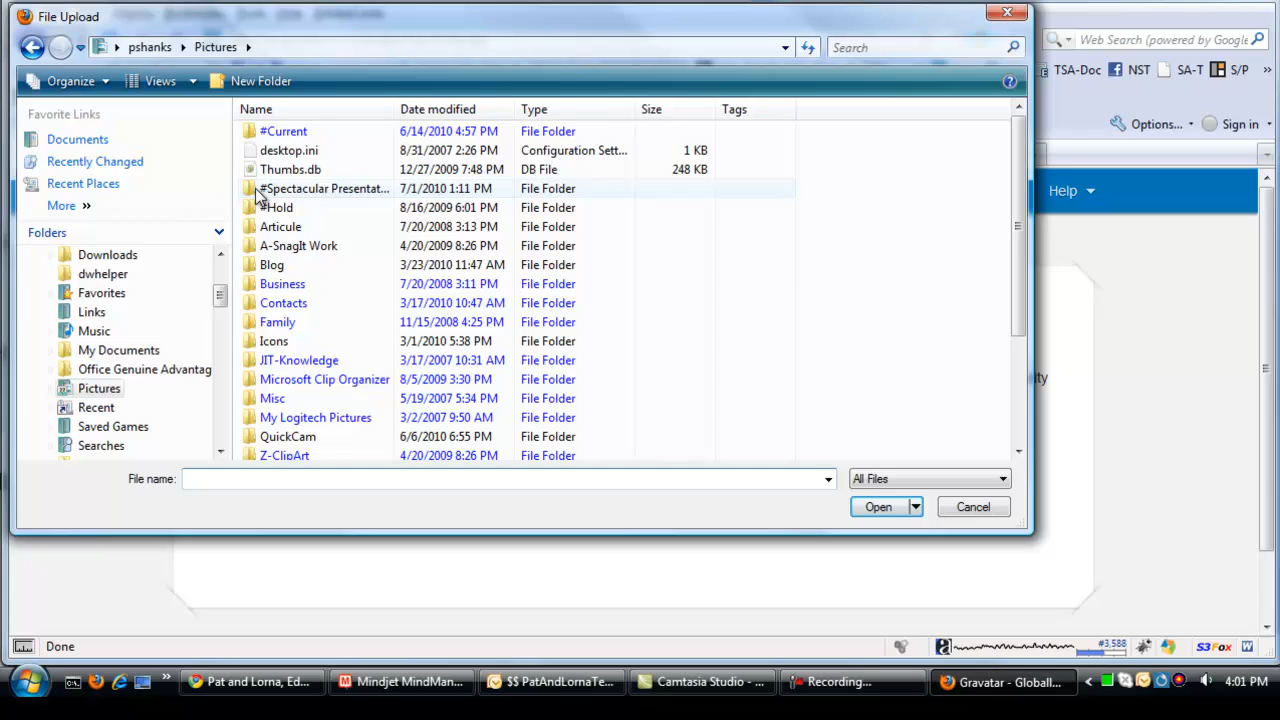 File Upload
pshanks Pictures
Search
Organize Views New Folder
Favorite Links
Documents
Recently Changed
Recent Places
More »
Folders
Downloads
dwhelper
Favorites
Links
Music
My Documents
Office Genuine Advantag
Pictures
Recent
Saved Games
Searches
Name Date modified Type Size Tags
#Current 6/14/2010 4:57 PM File Folder
desktop.ini 8/31/2007 2:26 PM Configuration Sett... 1 KB
Thumbs.db 12/27/2009 7:48 PM DB File 248 KB
#Spectacular Presentat... 7/1/2010 1:11 PM File Folder
#Hold 8/16/2009 6:01 PM File Folder
Articule 7/20/2008 3:13 PM File Folder
A-SnagIt Work 4/20/2009 8:26 PM File Folder
Blog 3/23/2010 11:47 AM File Folder
Business 7/20/2008 3:11 PM File Folder
Contacts 3/17/2010 10:47 AM File Folder
Family 11/15/2008 4:25 PM File Folder
Icons 3/1/2010 5:38 PM File Folder
JIT-Knowledge 3/17/2007 10:31 AM File Folder
Microsoft Clip Organizer 8/5/2009 3:30 PM File Folder
Misc 5/19/2007 5:34 PM File Folder
My Logitech Pictures 3/2/2007 9:50 AM File Folder
QuickCam 6/6/2010 6:55 PM File Folder
Z-ClipArt 4/20/2009 8:26 PM File Folder
File name: All Files
Open Cancel
Web Search (powered by Google
TSA-Doc NST SA-T S/P »
Options... Sign in
Help
ity
Done #3,588 S3Fox
Pat and Lorna, Ed... Mindjet MindMan... $$ PatAndLornaTe... Camtasia Studio - ... Recording... Gravatar - Globall... 4:01 PM